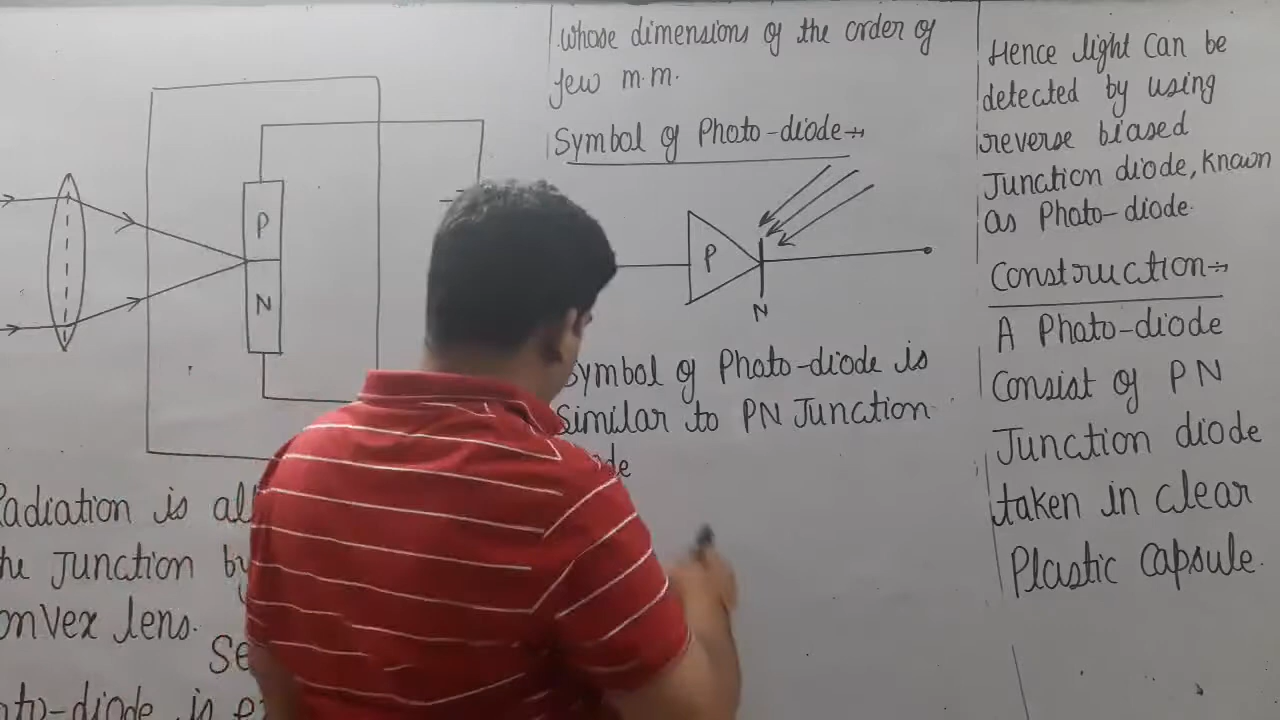 P
N
Radiation is
the Junction by
convex lens.
whose dimensions of the order of
few m.m.
Symbol of Photo-diode→
P
N
Symbol of Photo-diode is
Similar to PN Junction
Hence light Can be
detected by using
reverse biased
Junction diode, known
as Photo-diode.
Construction→
A Photo-diode
Consist of PN
Junction diode
taken in clear
Plastic Capsule.